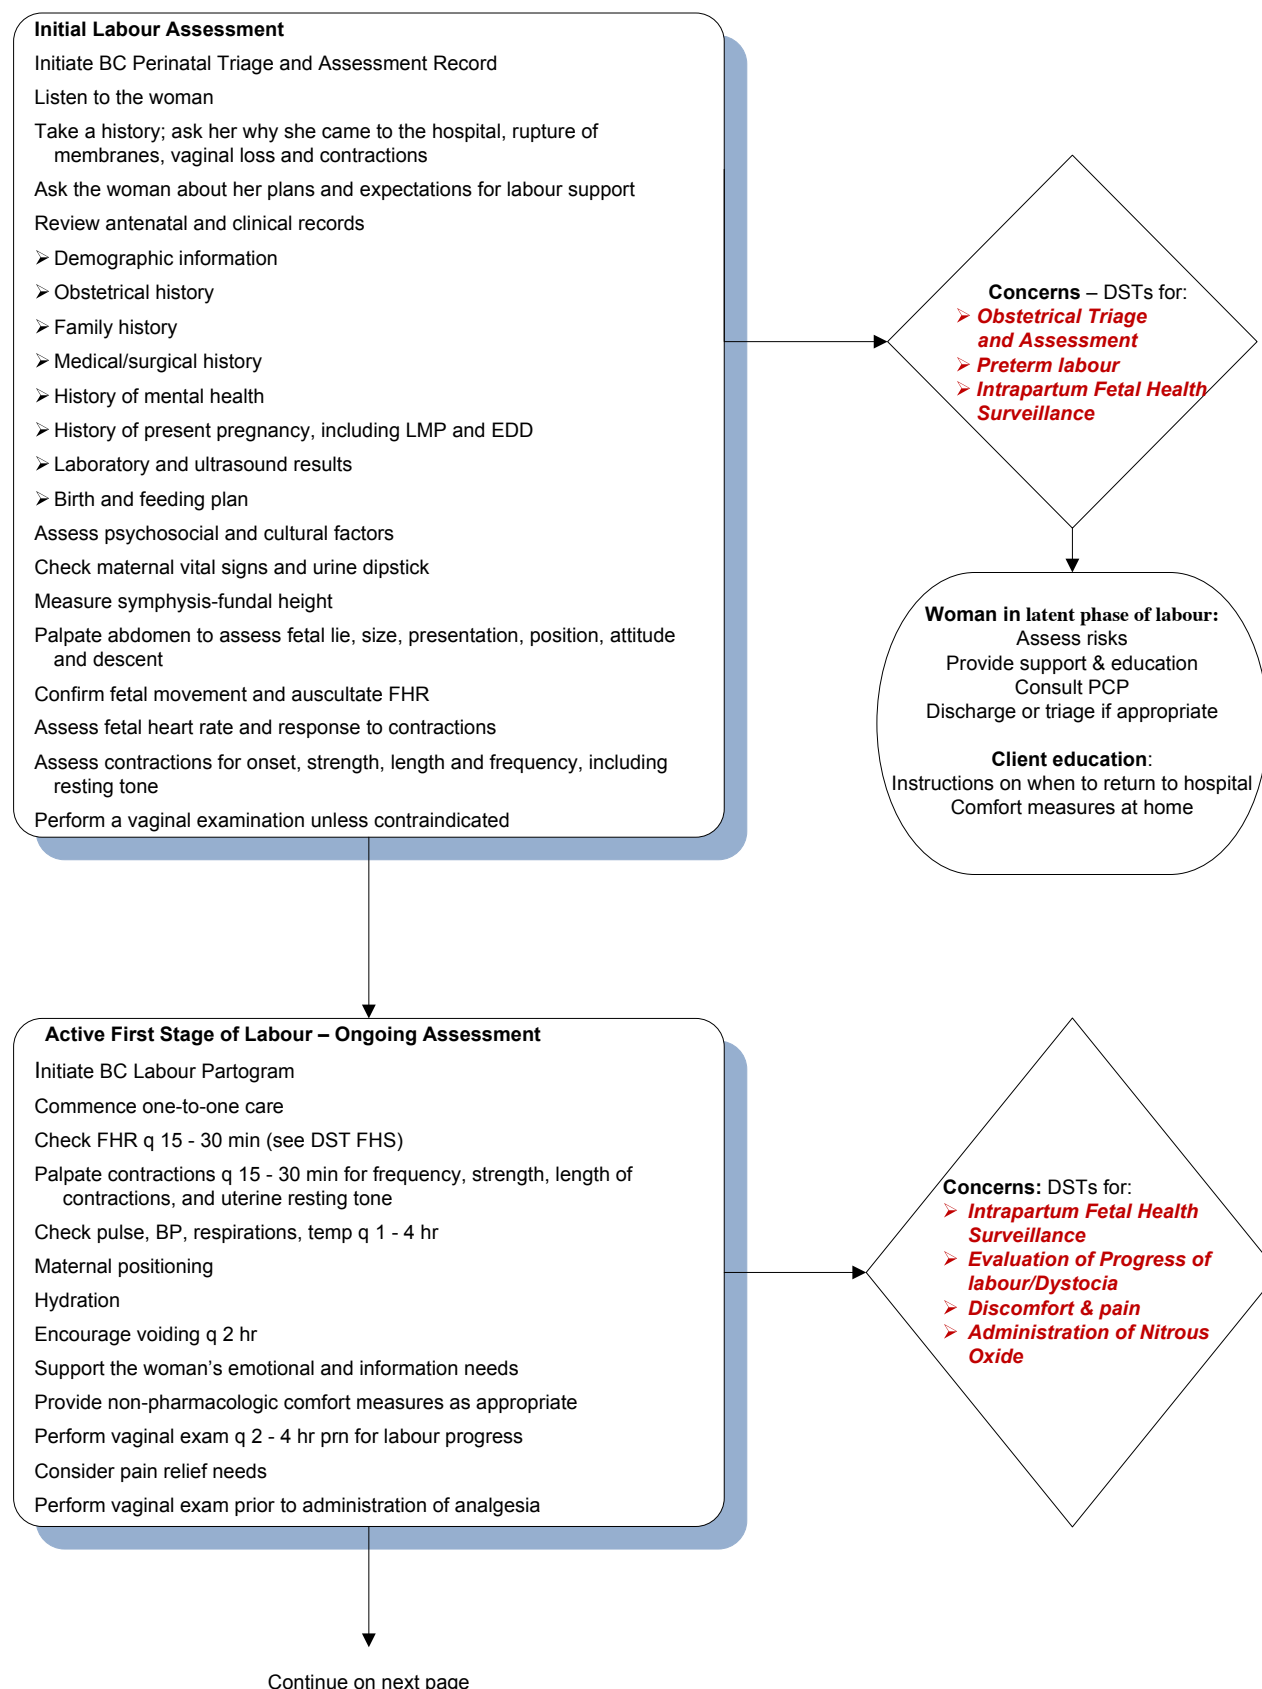 Initial Labour Assessment
Initiate BC Perinatal Triage and Assessment Record
Listen to the woman
Take a history; ask her why she came to the hospital, rupture of
membranes, vaginal loss and contractions
Ask the woman about her plans and expectations for labour support
Review antenatal and clinical records
➢ Demographic information
➢ Obstetrical history
➢ Family history
➢ Medical/surgical history
➢ History of mental health
➢ History of present pregnancy, including LMP and EDD
➢ Laboratory and ultrasound results
➢ Birth and feeding plan
Assess psychosocial and cultural factors
Check maternal vital signs and urine dipstick
Measure symphysis-fundal height
Palpate abdomen to assess fetal lie, size, presentation, position, attitude
and descent
Confirm fetal movement and auscultate FHR
Assess fetal heart rate and response to contractions
Assess contractions for onset, strength, length and frequency, including
resting tone
Perform a vaginal examination unless contraindicated
Concerns – DSTs for:
➢ Obstetrical Triage
and Assessment
➢ Preterm labour
➢ Intrapartum Fetal Health
Surveillance
Woman in latent phase of labour:
Assess risks
Provide support & education
Consult PCP
Discharge or triage if appropriate
Client education:
Instructions on when to return to hospital
Comfort measures at home
Active First Stage of Labour – Ongoing Assessment
Initiate BC Labour Partogram
Commence one-to-one care
Check FHR q 15 - 30 min (see DST FHS)
Palpate contractions q 15 - 30 min for frequency, strength, length of
contractions, and uterine resting tone
Check pulse, BP, respirations, temp q 1 - 4 hr
Maternal positioning
Hydration
Encourage voiding q 2 hr
Support the woman’s emotional and information needs
Provide non-pharmacologic comfort measures as appropriate
Perform vaginal exam q 2 - 4 hr prn for labour progress
Consider pain relief needs
Perform vaginal exam prior to administration of analgesia
Concerns: DSTs for:
➢ Intrapartum Fetal Health
Surveillance
➢ Evaluation of Progress of
labour/Dystocia
➢ Discomfort & pain
➢ Administration of Nitrous
Oxide
Continue on next page